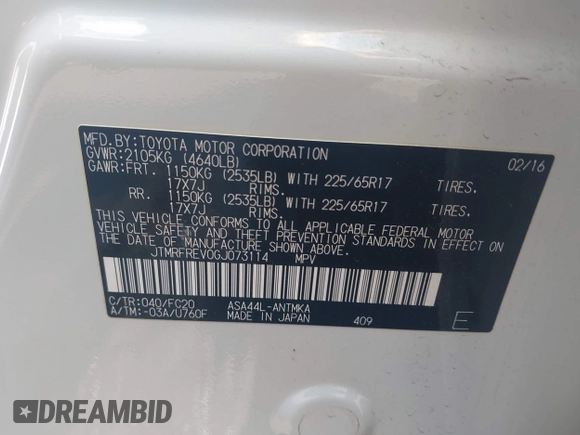 MFD.BY:TOYOTA MOTOR CORPORATION 02/16
GVWR:2105KG (4640LB)
GAWR:FRT. 1150KG (2535LB) WITH 225/65R17 TIRES.
17X7J RIMS.
RR. 1150KG (2535LB) WITH 225/65R17 TIRES.
17X7J RIMS.
THIS VEHICLE CONFORMS TO ALL APPLICABLE FEDERAL MOTOR
VEHICLE SAFETY AND THEFT PREVENTION STANDARDS IN EFFECT ON
THE DATE OF MANUFACTURE SHOWN ABOVE.
JTMRFREV0GJ073114 MPV
C/TR:040/FC20 ASA44L-ANTMKA
A/TM:-03A/U760F MADE IN JAPAN 409 E
DREAMBID